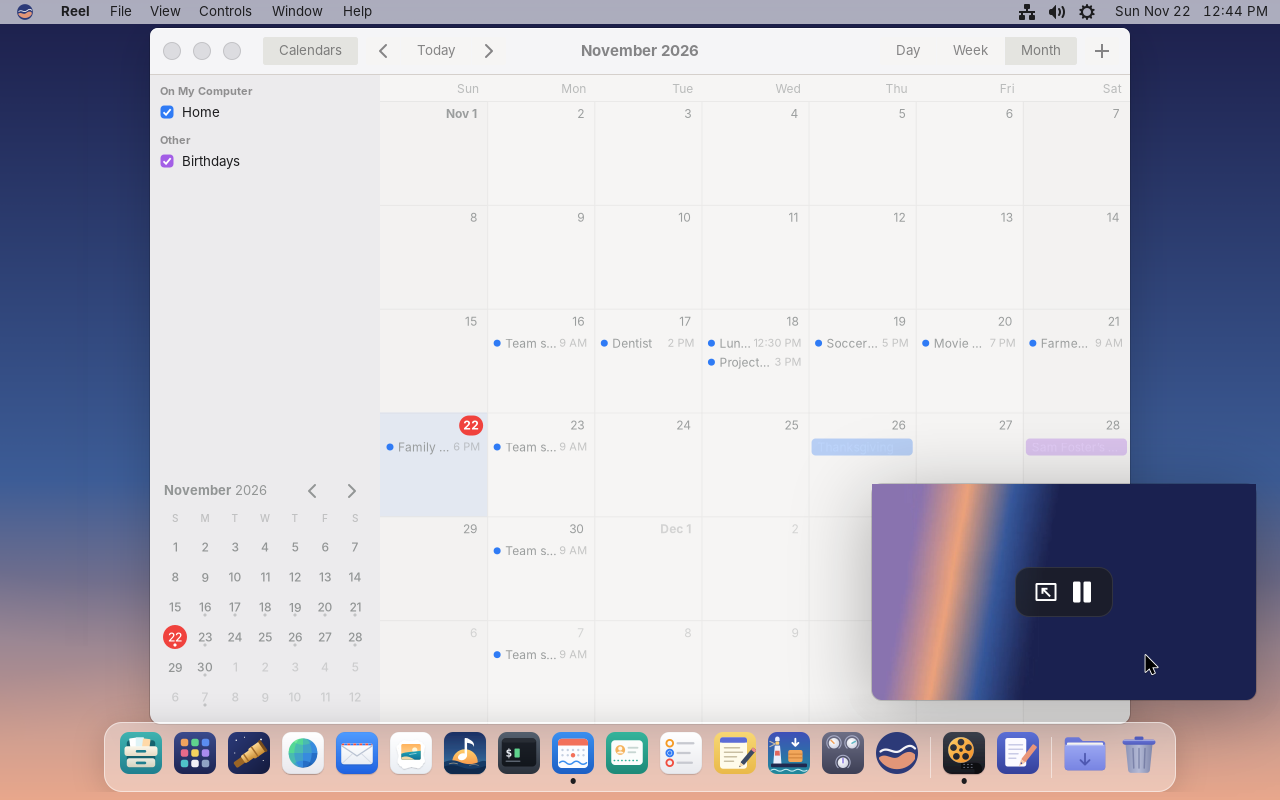 Reel File View Controls Window Help Sun Nov 22 12:44 PM
Calendars Today November 2026 Day Week Month
On My Computer
Home
Other
Birthdays
Sun Mon Tue Wed Thu Fri Sat
Nov 1 2 3 4 5 6 7
8 9 10 11 12 13 14
15 16 17 18 19 20 21
Team s... 9 AM Dentist 2 PM Lun... 12:30 PM Soccer... 5 PM Movie ... 7 PM Farme... 9 AM
Project... 3 PM
22 23 24 25 26 27 28
Family ... 6 PM Team s... 9 AM Thanksgiving
29 30 Dec 1 2
Team s... 9 AM
6 7 8 9
Team s... 9 AM
November 2026
S M T W T F S
1 2 3 4 5 6 7
8 9 10 11 12 13 14
15 16 17 18 19 20 21
22 23 24 25 26 27 28
29 30 1 2 3 4 5
6 7 8 9 10 11 12
$